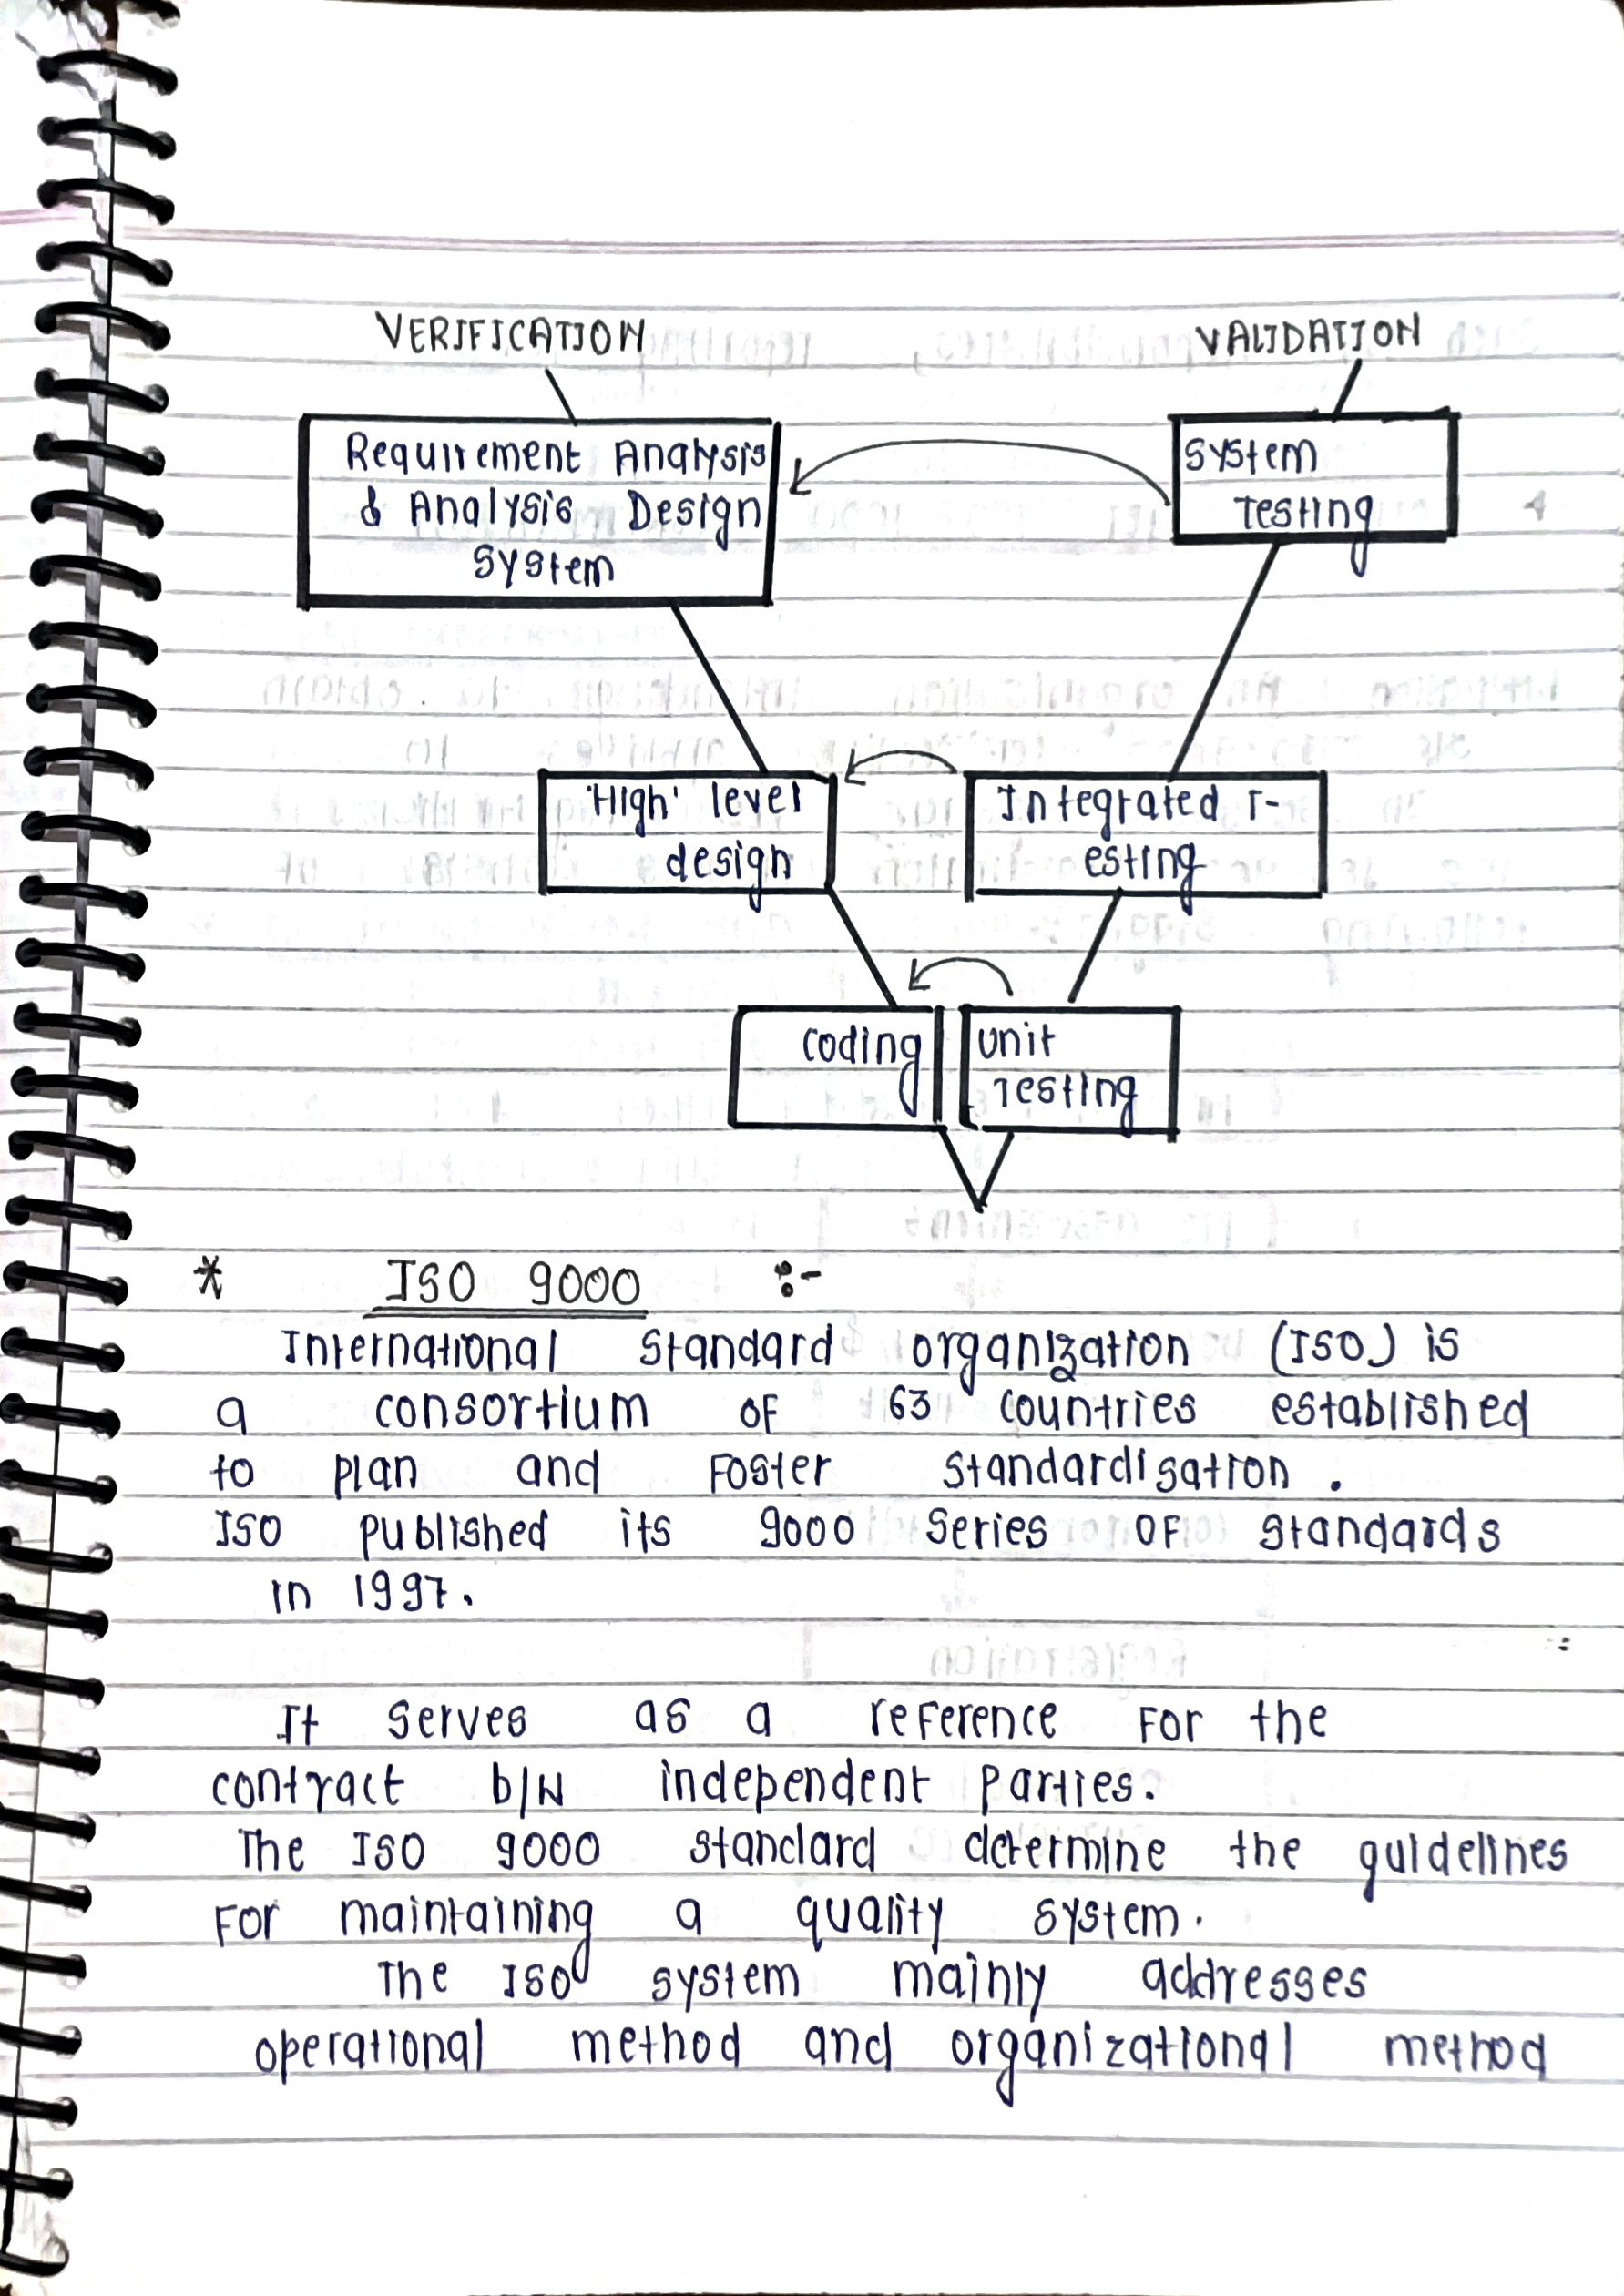 VERIFICATION
VALIDATION
Requirement Analysis
& Analysis Design
System
System
Testing
'High' level
design
Integrated T-
esting
coding
unit
Testing
* ISO 9000 :-
International Standard organization (ISO) is
a consortium of 63 countries established
to plan and Foster standardisation .
ISO published its 9000 Series OF standards
in 1997.
It serves as a reference For the
contract b/w independent Parties.
The ISO 9000 standard determine the guidelines
For maintaining a quality system.
The ISO system mainly addresses
operational method and organizational method